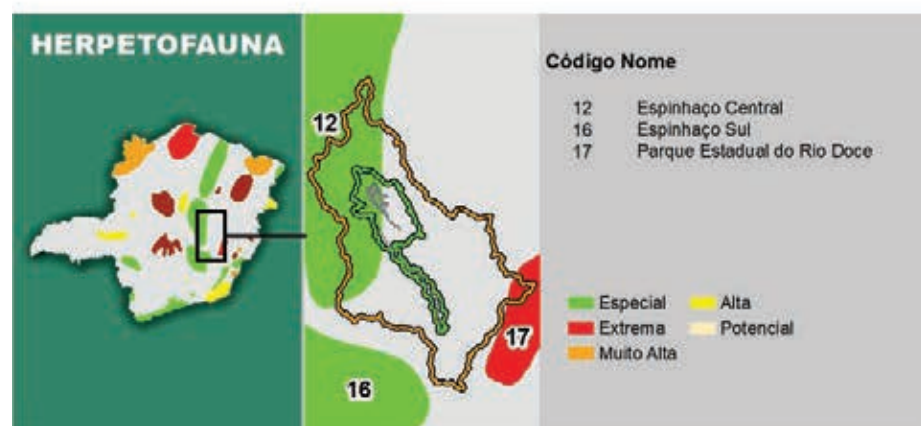 HERPETOFAUNA
12
16
17
Código Nome
12 Espinhaço Central
16 Espinhaço Sul
17 Parque Estadual do Rio Doce
Especial Alta
Extrema Potencial
Muito Alta